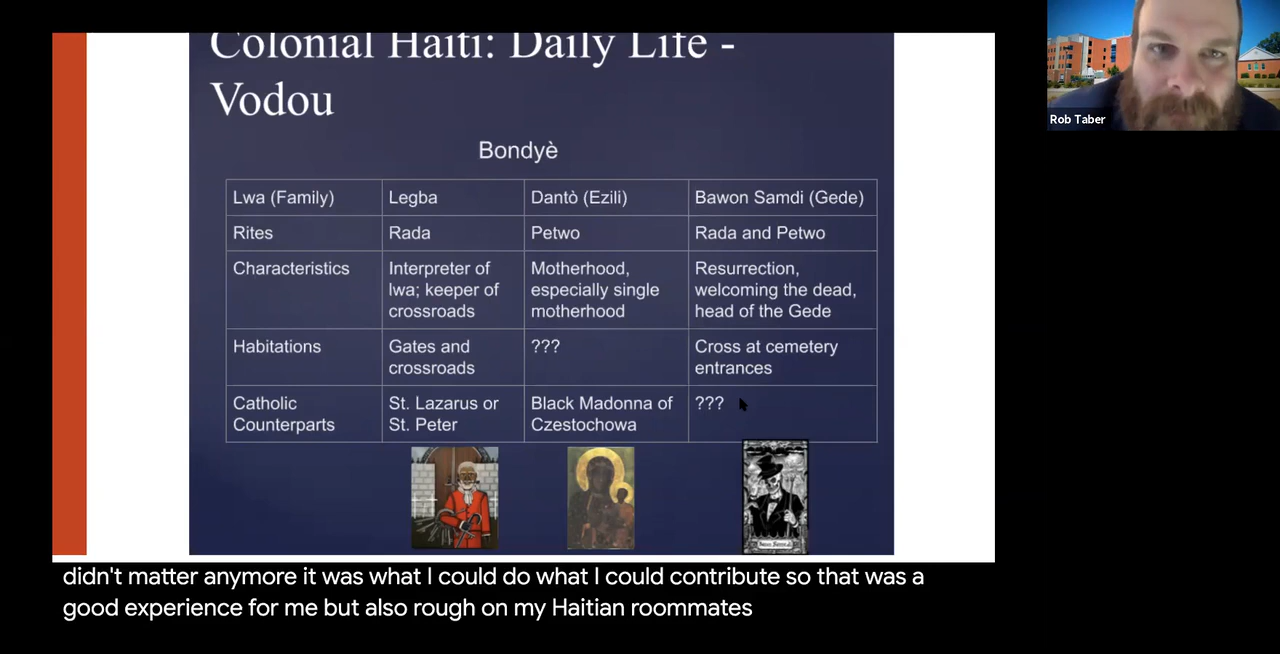 Colonial Haiti: Daily Life -
Vodou
Bondyè
Lwa (Family)
Legba
Dantò (Ezili)
Bawon Samdi (Gede)
Rites
Rada
Petwo
Rada and Petwo
Characteristics
Interpreter of
lwa; keeper of
crossroads
Motherhood,
especially single
motherhood
Resurrection,
welcoming the dead,
head of the Gede
Habitations
Gates and
crossroads
???
Cross at cemetery
entrances
Catholic
Counterparts
St. Lazarus or
St. Peter
Black Madonna of
Czestochowa
???
Rob Taber
didn't matter anymore it was what I could do what I could contribute so that was a
good experience for me but also rough on my Haitian roommates